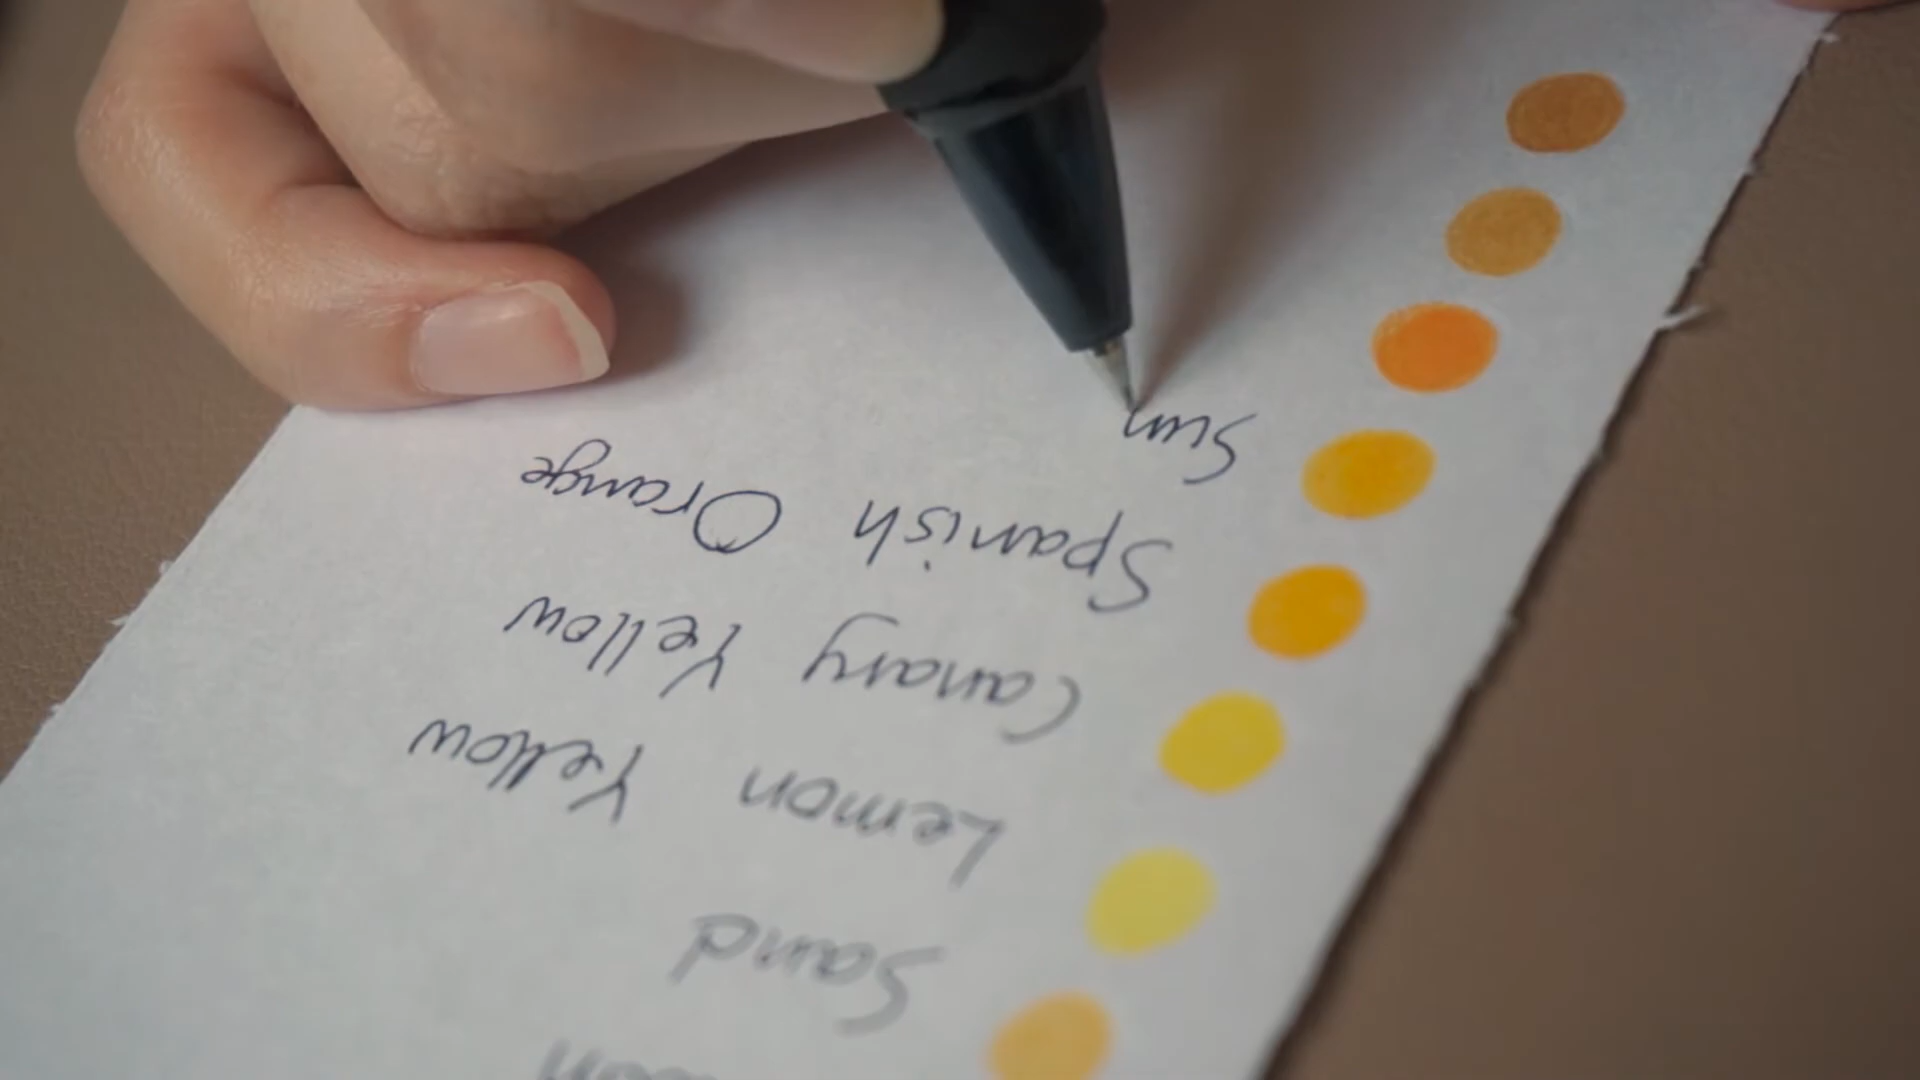 Sand
Lemon Yellow
Canary Yellow
Spanish Orange
Sun